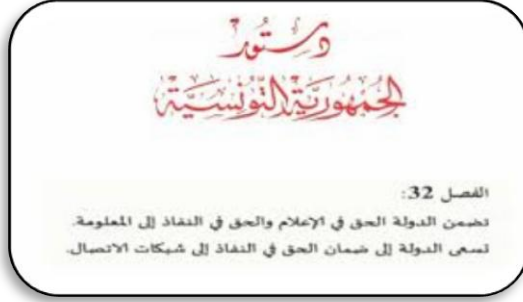 دستور
الجمهورية التونسية
الفصل 32:
تضمن الدولة الحق في الإعلام والحق في النفاذ إلى المعلومة.
تسعى الدولة إلى ضمان الحق في النفاذ إلى شبكات الاتصال.